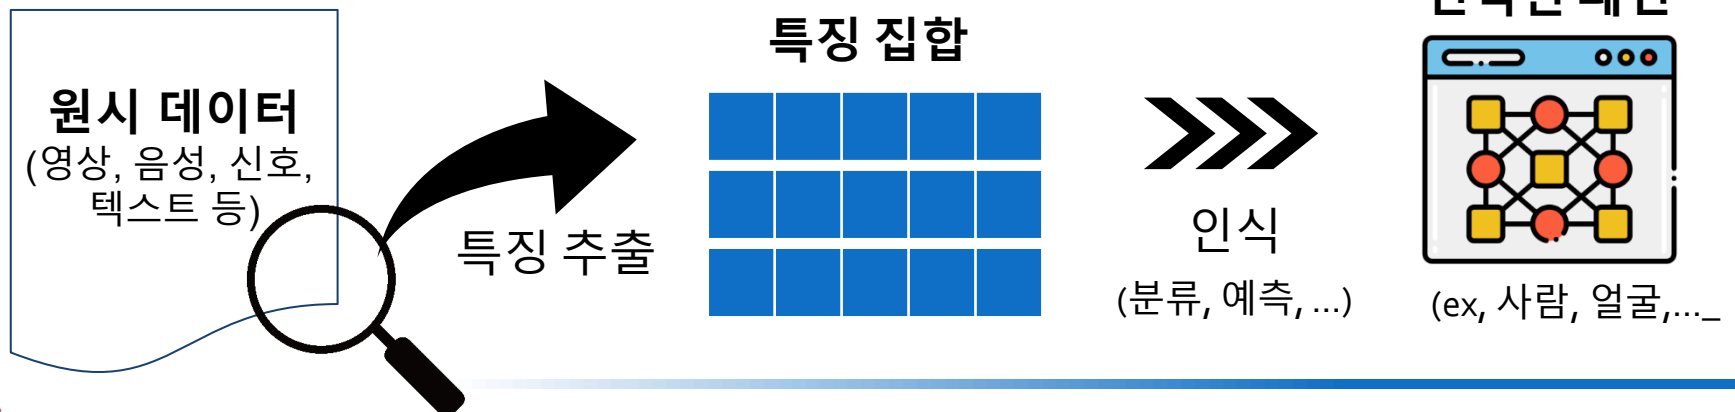 원시 데이터
(영상, 음성, 신호,
텍스트 등)
특징 추출
특징 집합
인식
(분류, 예측, ...)
(ex, 사람, 얼굴,..._